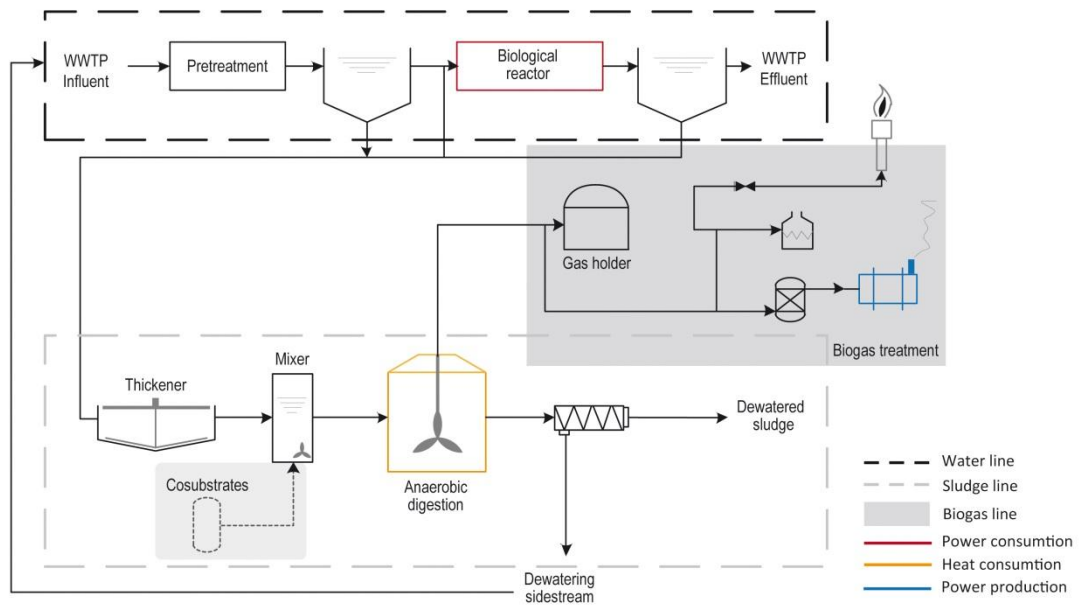 WWTP
Influent
Pretreatment
Biological
reactor
WWTP
Effluent
Gas holder
Biogas treatment
Thickener
Mixer
Cosubstrates
Anaerobic
digestion
Dewatered
sludge
Dewatering
sidestream
Water line
Sludge line
Biogas line
Power consumtion
Heat consumtion
Power production